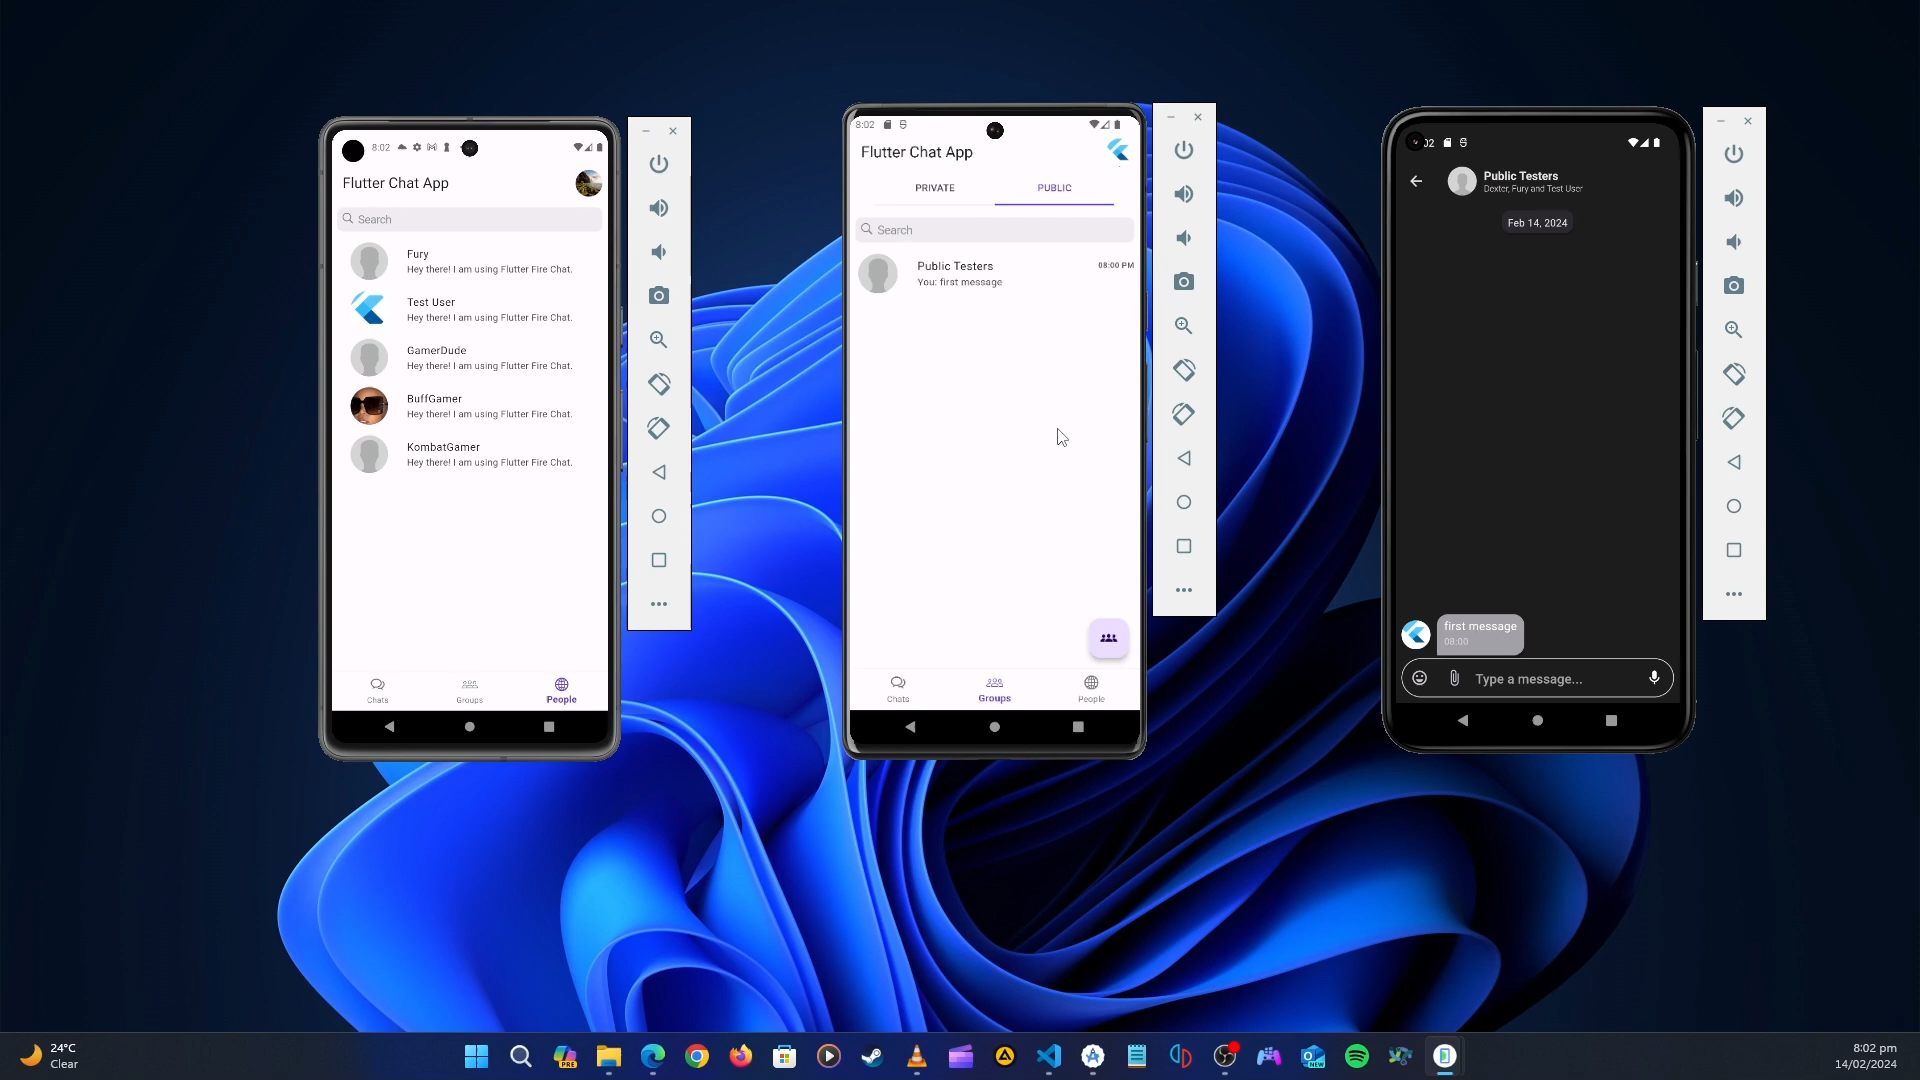 8:02
Flutter Chat App
Search
Fury
Hey there! I am using Flutter Fire Chat.
Test User
Hey there! I am using Flutter Fire Chat.
GamerDude
Hey there! I am using Flutter Fire Chat.
BuffGamer
Hey there! I am using Flutter Fire Chat.
KombatGamer
Hey there! I am using Flutter Fire Chat.
Chats
Groups
People
8:02
Flutter Chat App
PRIVATE
PUBLIC
Search
Public Testers
08:00 PM
You: first message
Chats
Groups
People
02
Public Testers
Dexter, Fury and Test User
Feb 14, 2024
first message
08:00
Type a message...
24°C
Clear
PRE
NEW
8:02 pm
14/02/2024